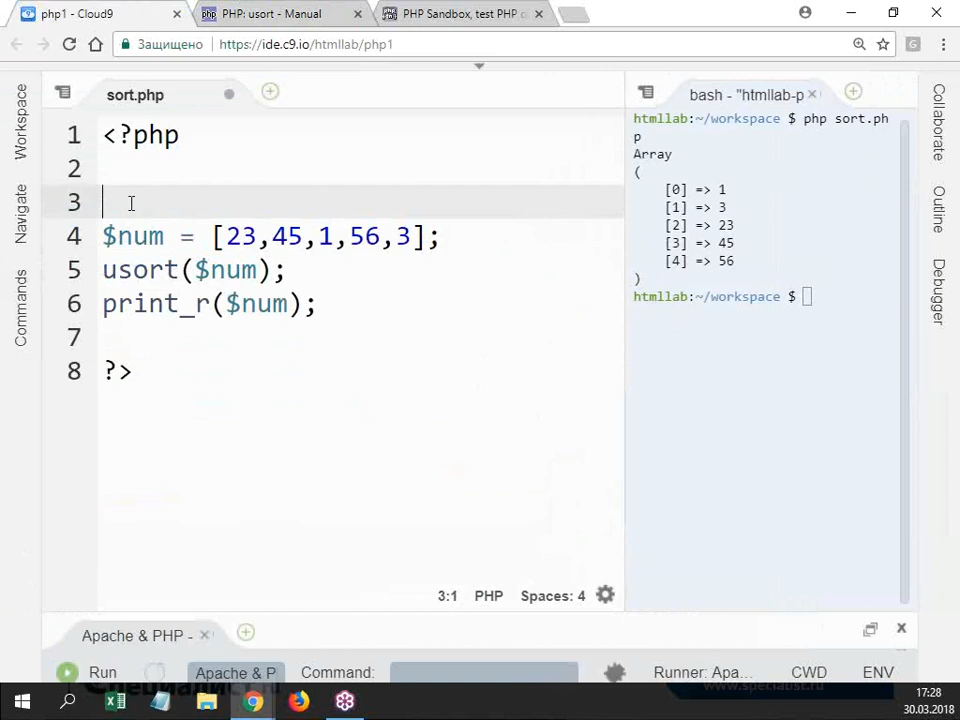 php1 - Cloud9
PHP: usort - Manual
PHP Sandbox, test PHP o
Защищено
https://ide.c9.io/htmllab/php1
Workspace
Navigate
Commands
sort.php
1 <?php
2
3
4 $num = [23,45,1,56,3];
5 usort($num);
6 print_r($num);
7
8 ?>
3:1 PHP Spaces: 4
bash - "htmllab-p
htmllab:~/workspace $ php sort.ph
p
Array
(
[0] => 1
[1] => 3
[2] => 23
[3] => 45
[4] => 56
)
htmllab:~/workspace $
Collaborate
Outline
Debugger
Apache & PHP -
Run
Apache & P
Command:
Runner: Apa...
CWD
ENV
www.specialist.ru
17:28
30.03.2018